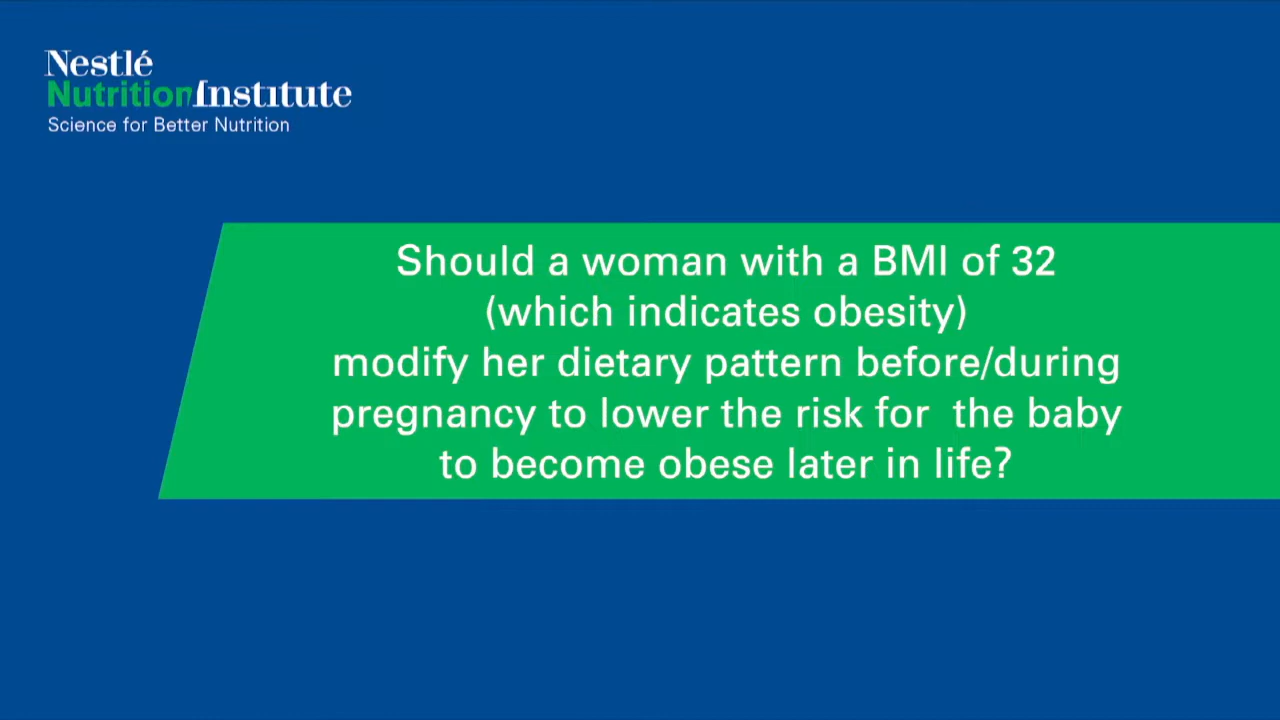 Nestlé
NutritionInstitute
Science for Better Nutrition
Should a woman with a BMI of 32
(which indicates obesity)
modify her dietary pattern before/during
pregnancy to lower the risk for  the baby
to become obese later in life?